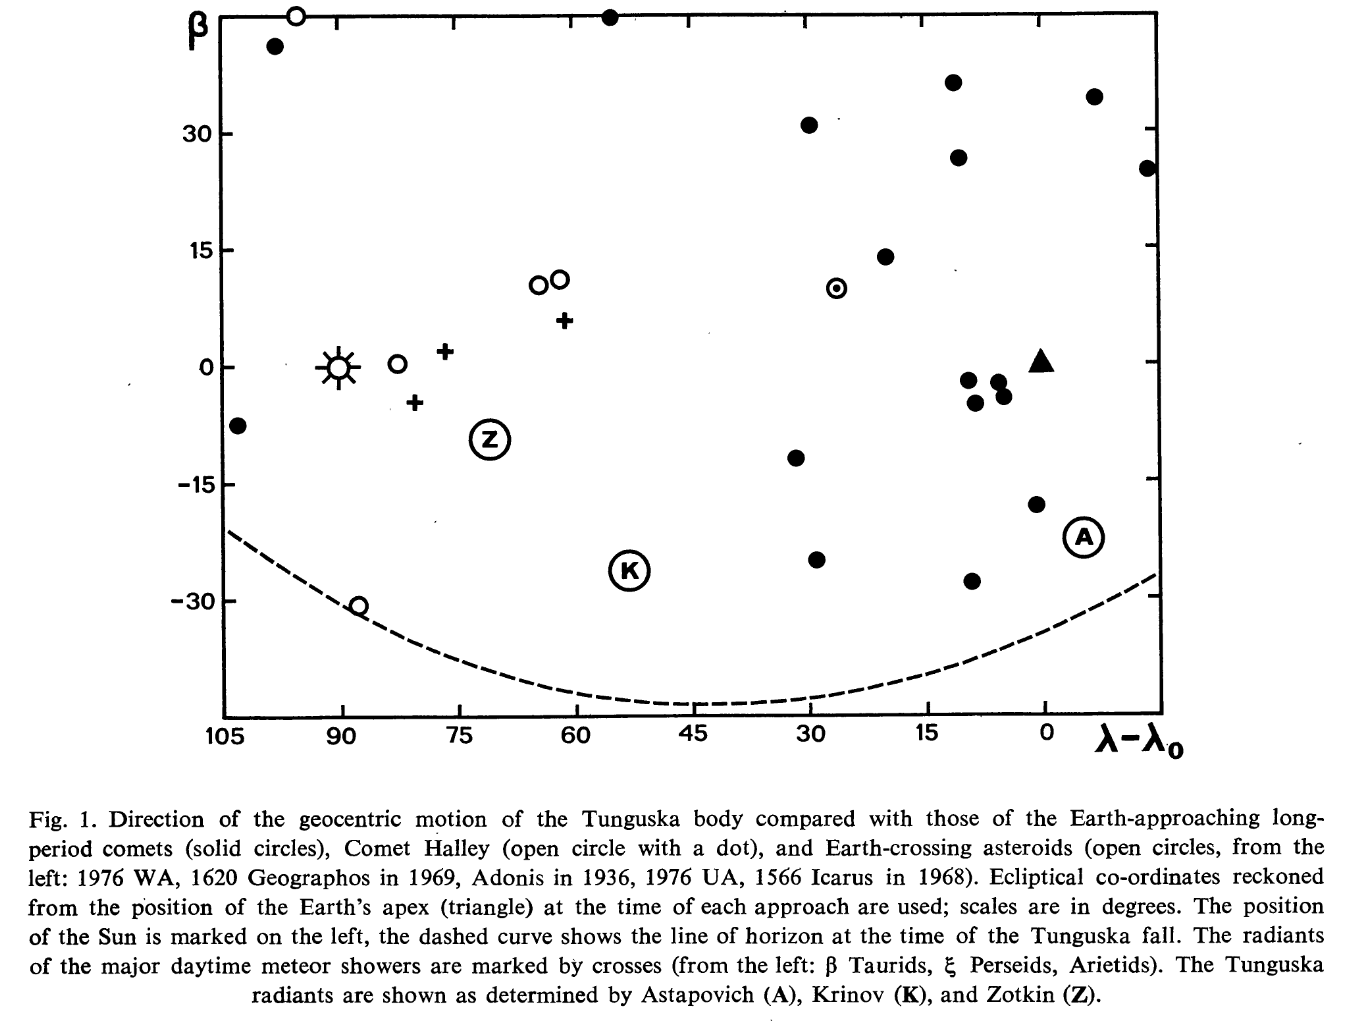 β
30
15
0
Z
-15
A
K
-30
105 90 75 60 45 30 15 0 λ-λ₀
Fig. 1. Direction of the geocentric motion of the Tunguska body compared with those of the Earth-approaching long-
period comets (solid circles), Comet Halley (open circle with a dot), and Earth-crossing asteroids (open circles, from the
left: 1976 WA, 1620 Geographos in 1969, Adonis in 1936, 1976 UA, 1566 Icarus in 1968). Ecliptical co-ordinates reckoned
from the position of the Earth's apex (triangle) at the time of each approach are used; scales are in degrees. The position
of the Sun is marked on the left, the dashed curve shows the line of horizon at the time of the Tunguska fall. The radiants
of the major daytime meteor showers are marked by crosses (from the left: β Taurids, ξ Perseids, Arietids). The Tunguska
radiants are shown as determined by Astapovich (A), Krinov (K), and Zotkin (Z).